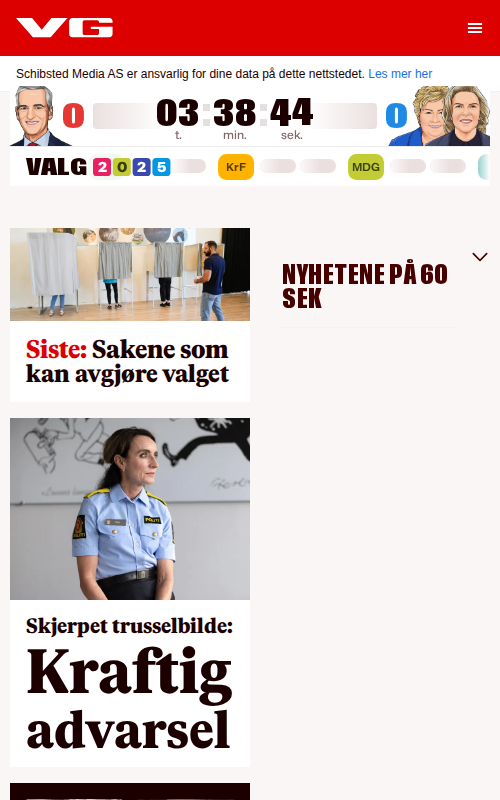 VG
Schibsted Media AS er ansvarlig for dine data på dette nettstedet. Les mer her
0 03:38:44 0
t. min. sek.
VALG 2025 KrF MDG
Siste: Sakene som
kan avgjøre valget
NYHETENE PÅ 60
SEK
POLITI
Skjerpet trusselbilde:
Kraftig
advarsel